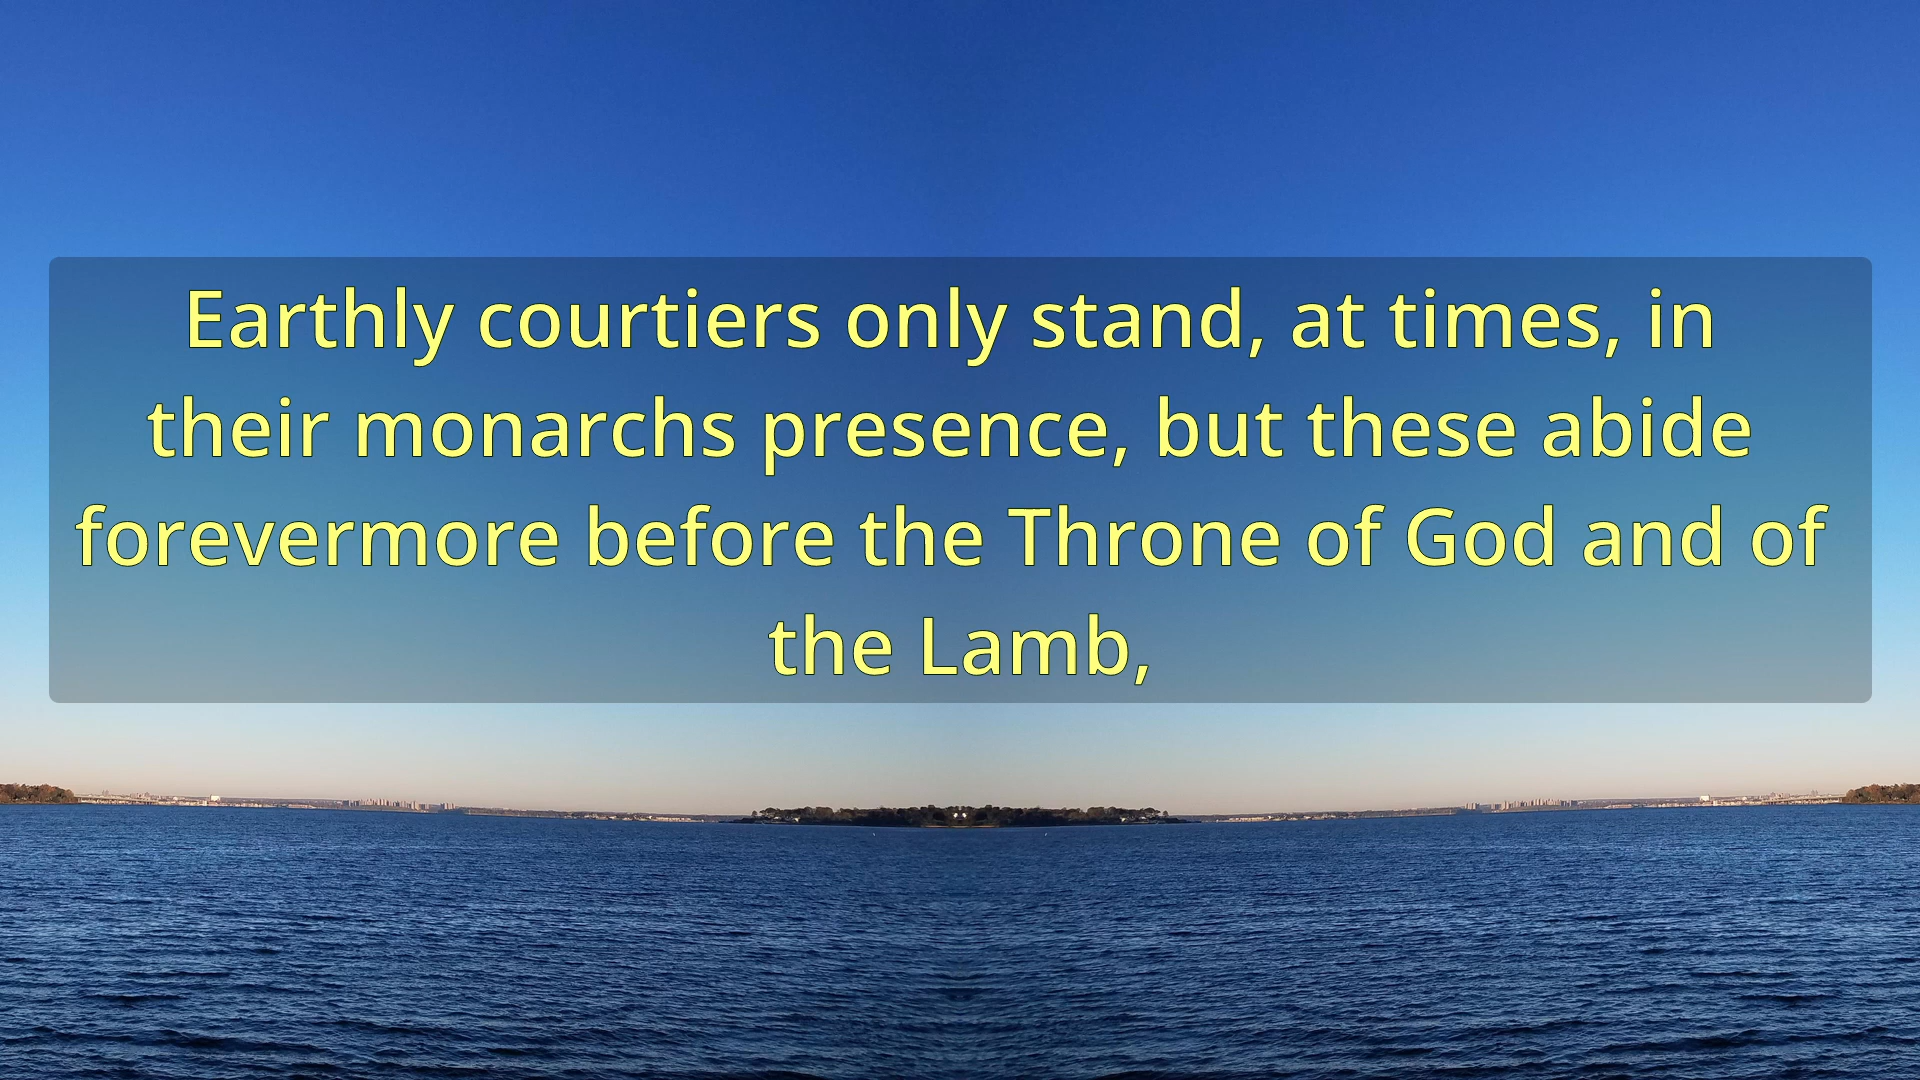 Earthly courtiers only stand, at times, in
their monarchs presence, but these abide
forevermore before the Throne of God and of
the Lamb,